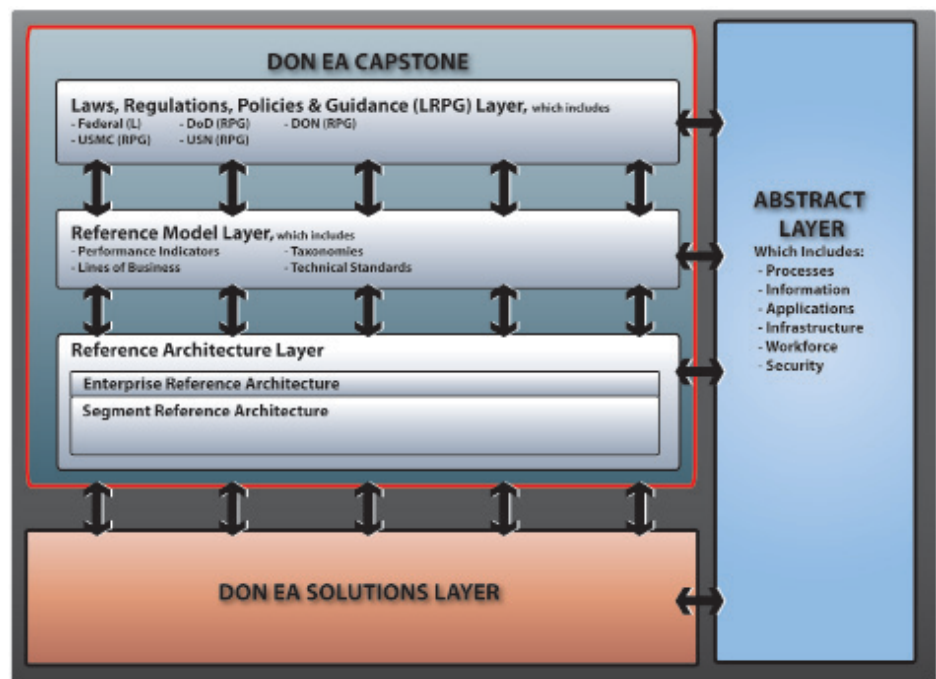 DON EA CAPSTONE
Laws, Regulations, Policies & Guidance (LRPG) Layer, which includes
- Federal (L) - DoD (RPG) - DON (RPG)
- USMC (RPG) - USN (RPG)
Reference Model Layer, which includes
- Performance Indicators - Taxonomies
- Lines of Business - Technical Standards
Reference Architecture Layer
Enterprise Reference Architecture
Segment Reference Architecture
DON EA SOLUTIONS LAYER
ABSTRACT
LAYER
Which Includes:
- Processes
- Information
- Applications
- Infrastructure
- Workforce
- Security